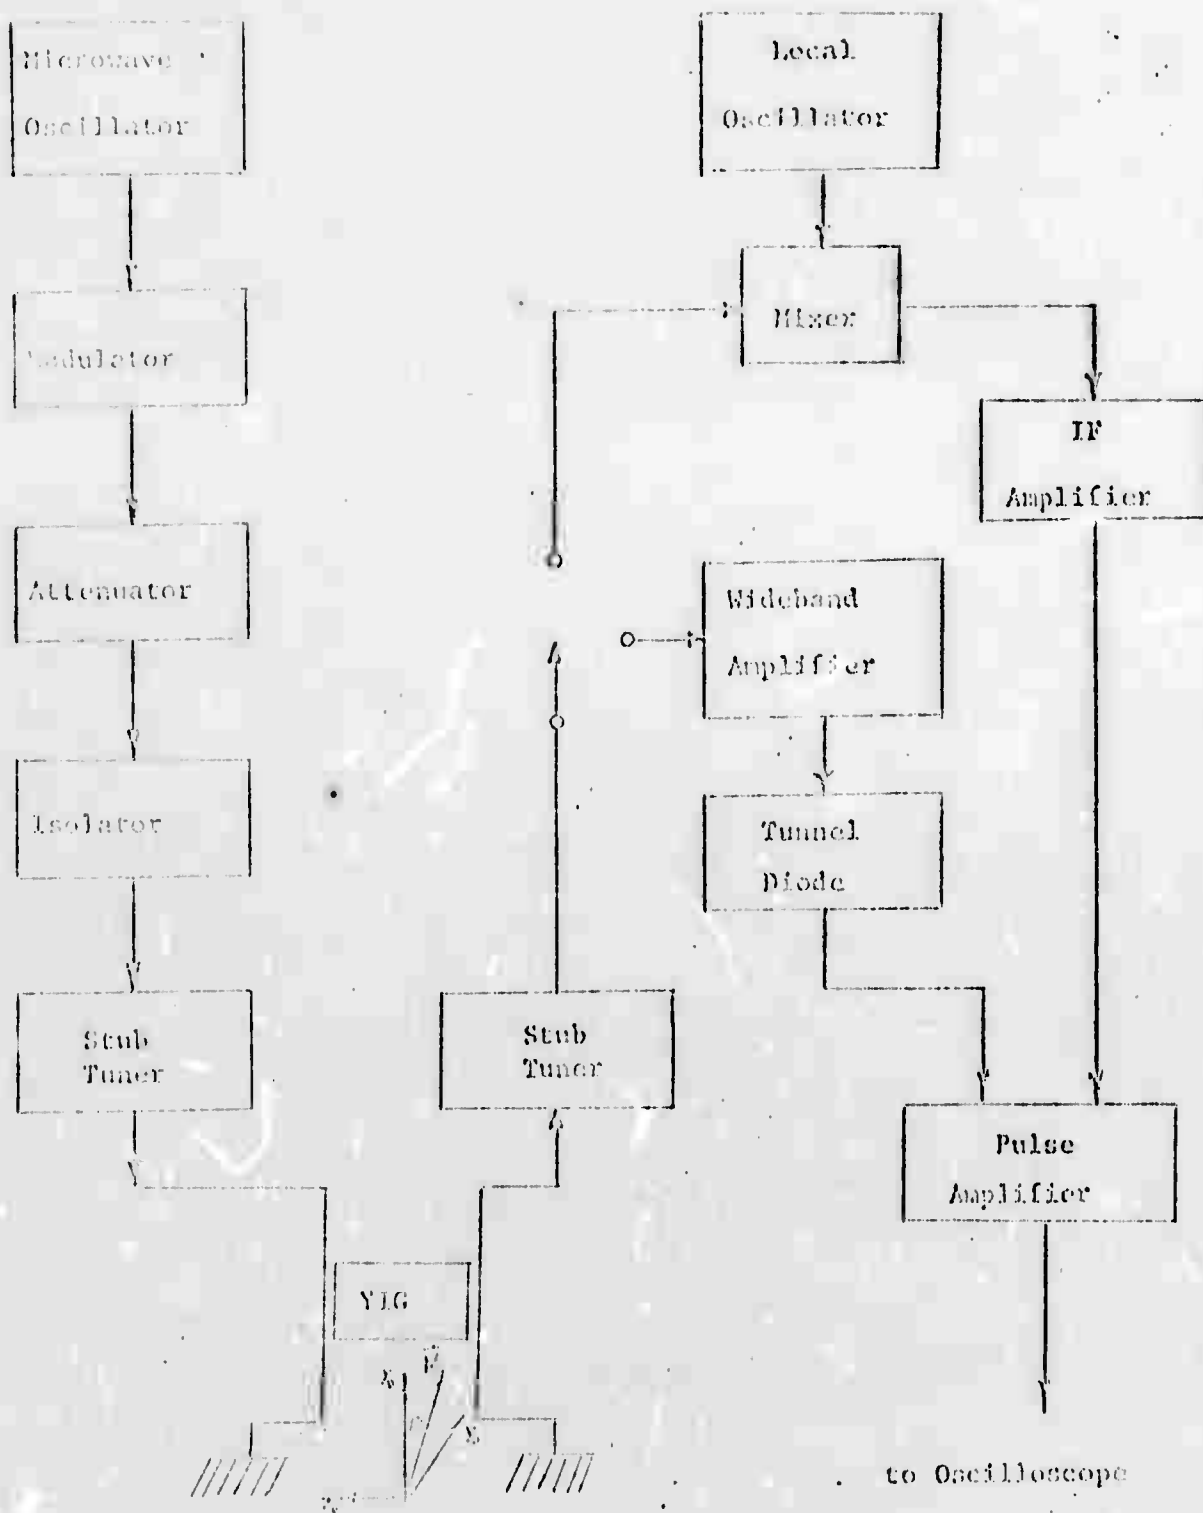 Microwave
Oscillator
Modulator
Attenuator
Isolator
Stub
Tuner
YIG
Stub
Tuner
Local
Oscillator
Mixer
IF
Amplifier
Wideband
Amplifier
Tunnel
Diode
Pulse
Amplifier
to Oscilloscope